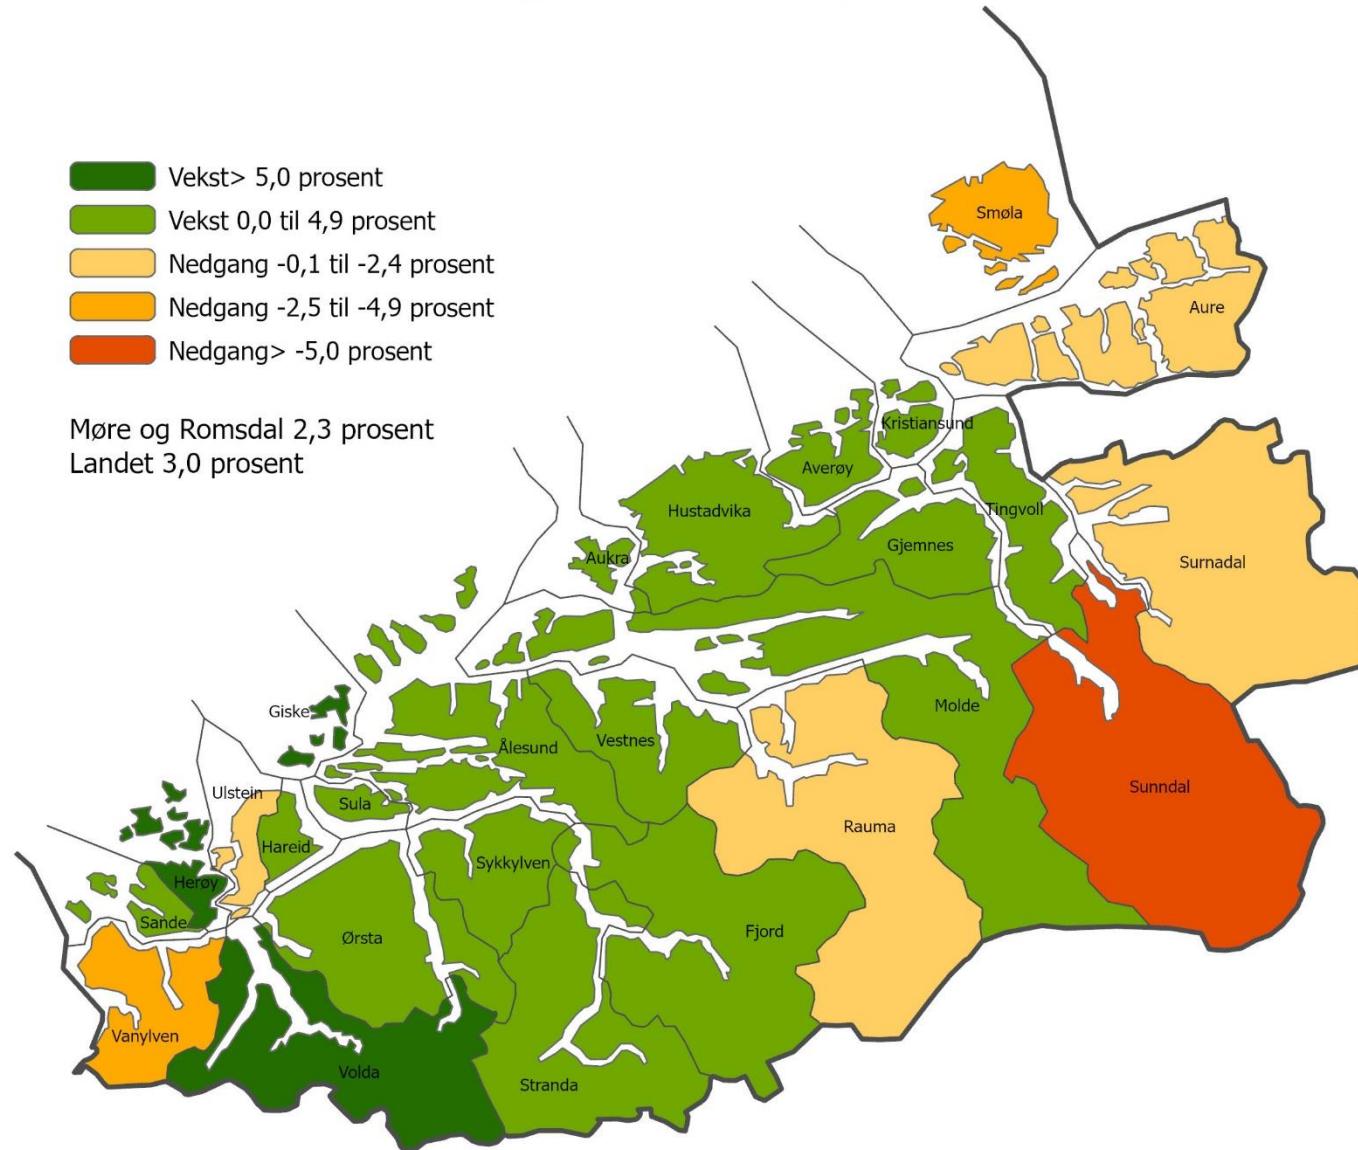 Vekst> 5,0 prosent
Vekst 0,0 til 4,9 prosent
Nedgang -0,1 til -2,4 prosent
Nedgang -2,5 til -4,9 prosent
Nedgang> -5,0 prosent
Møre og Romsdal 2,3 prosent
Landet 3,0 prosent
Smøla
Aure
Kristiansund
Averøy
Hustadvika
Tingvoll
Gjemnes
Aukra
Surnadal
Molde
Giske
Ålesund
Vestnes
Sunndal
Ulstein
Sula
Rauma
Hareid
Sykkylven
Herøy
Sande
Fjord
Ørsta
Vanylven
Volda
Stranda